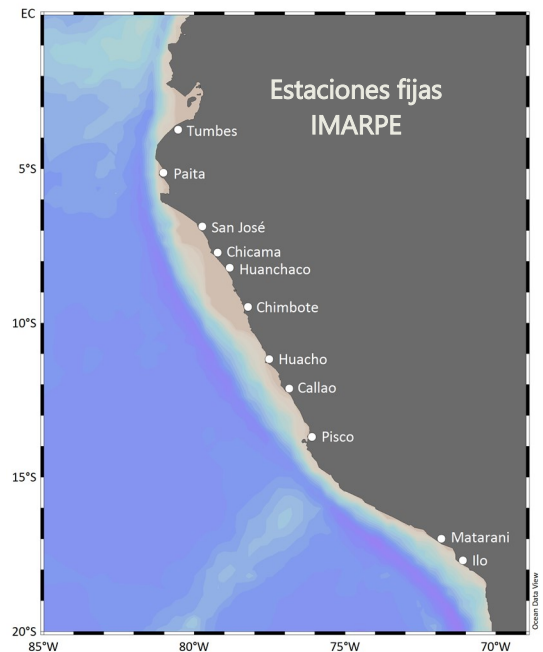 EC
Estaciones fijas
IMARPE
Tumbes
5°S
Paita
San José
Chicama
Huanchaco
Chimbote
10°S
Huacho
Callao
Pisco
15°S
Matarani
Ilo
20°S
85°W
80°W
75°W
70°W
Ocean Data View